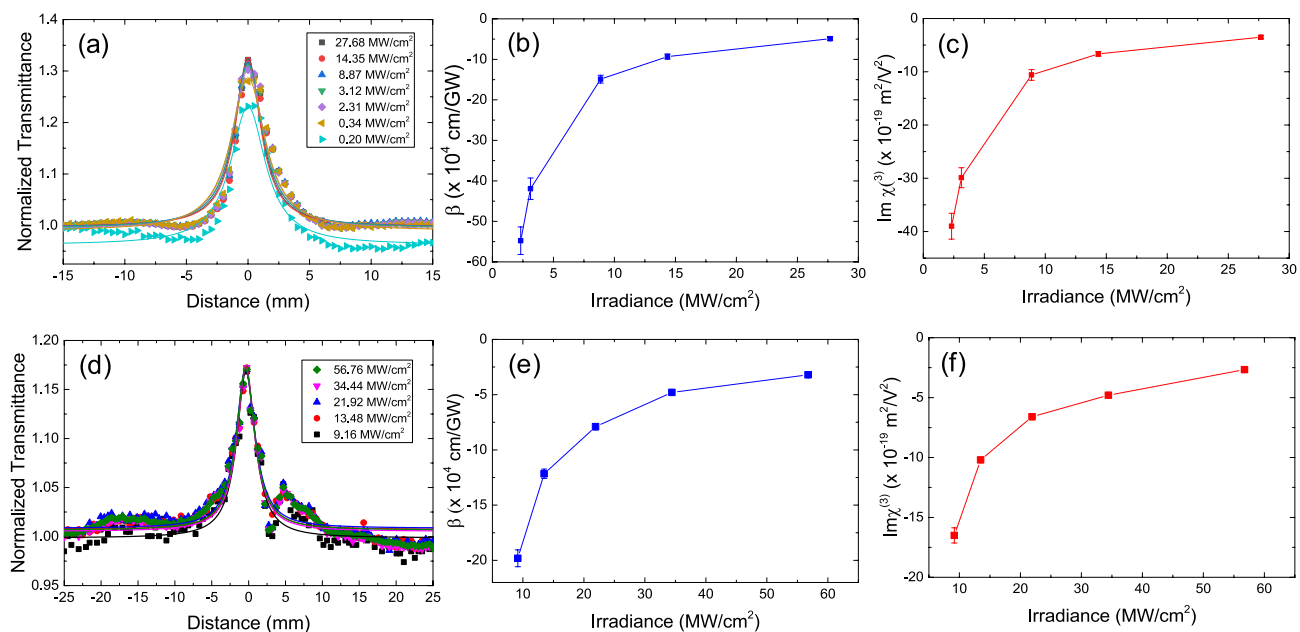 (a)
Normalized Transmittance
1.4
1.3
1.2
1.1
1.0
27.68 MW/cm²
14.35 MW/cm²
8.87 MW/cm²
3.12 MW/cm²
2.31 MW/cm²
0.34 MW/cm²
0.20 MW/cm²
-15 -10 -5 0 5 10 15
Distance (mm)
(b)
β (x 10⁴ cm/GW)
0
-10
-20
-30
-40
-50
-60
0 5 10 15 20 25 30
Irradiance (MW/cm²)
(c)
Im χ⁽³⁾ (x 10⁻¹⁹ m²/V²)
0
-10
-20
-30
-40
0 5 10 15 20 25 30
Irradiance (MW/cm²)
(d)
Normalized Transmittance
1.20
1.15
1.10
1.05
1.00
0.95
56.76 MW/cm²
34.44 MW/cm²
21.92 MW/cm²
13.48 MW/cm²
9.16 MW/cm²
-25 -20 -15 -10 -5 0 5 10 15 20 25
Distance (mm)
(e)
β (x 10⁴ cm/GW)
0
-5
-10
-15
-20
10 20 30 40 50 60
Irradiance (MW/cm²)
(f)
Imχ⁽³⁾ (x 10⁻¹⁹ m²/V²)
0
-5
-10
-15
-20
10 20 30 40 50 60
Irradiance (MW/cm²)